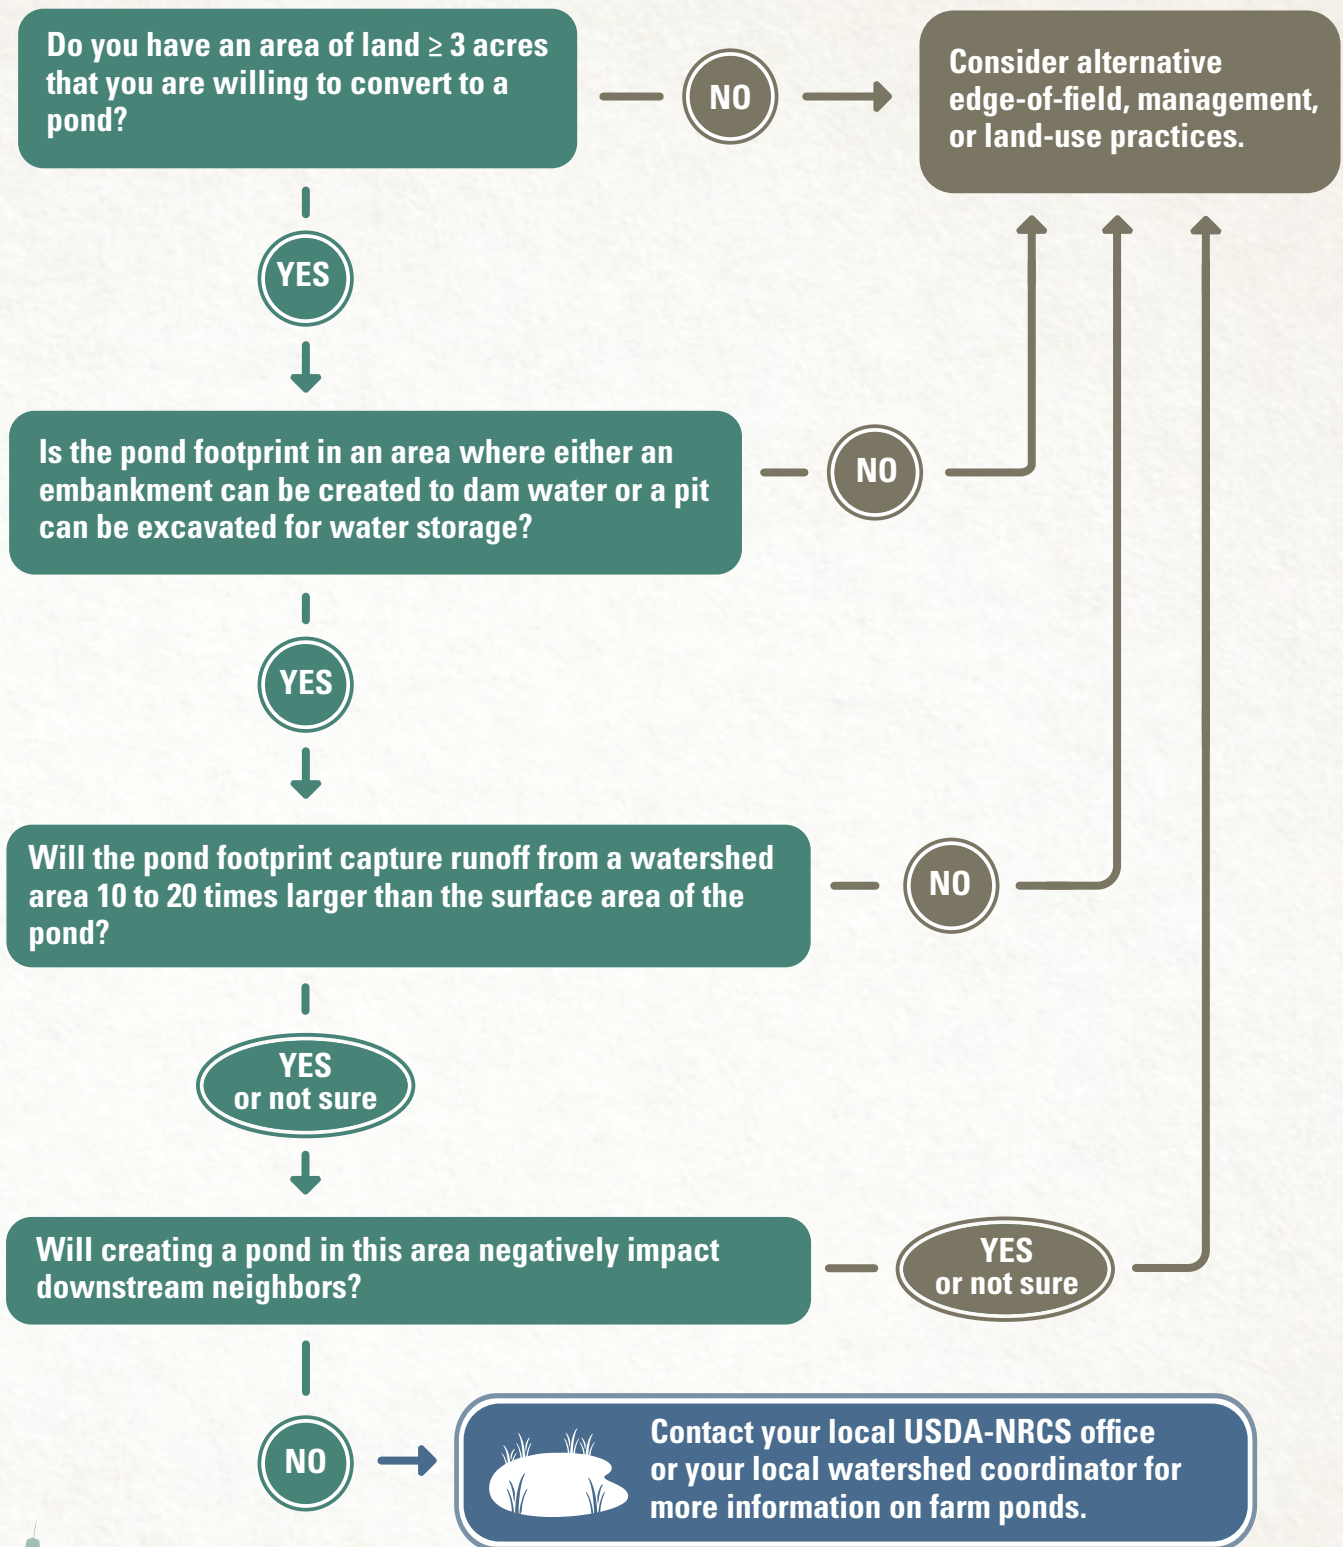 Do you have an area of land ≥ 3 acres
that you are willing to convert to a
pond?
NO
Consider alternative
edge-of-field, management,
or land-use practices.
YES
Is the pond footprint in an area where either an
embankment can be created to dam water or a pit
can be excavated for water storage?
NO
YES
Will the pond footprint capture runoff from a watershed
area 10 to 20 times larger than the surface area of the
pond?
NO
YES
or not sure
Will creating a pond in this area negatively impact
downstream neighbors?
YES
or not sure
NO
Contact your local USDA-NRCS office
or your local watershed coordinator for
more information on farm ponds.